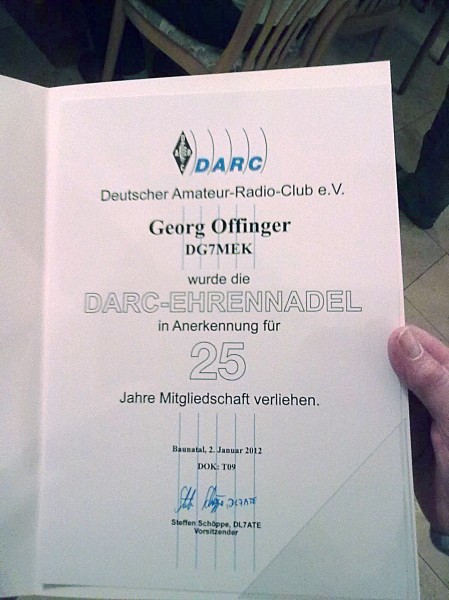 DARC
Deutscher Amateur-Radio-Club e.V.
Georg Offinger
DG7MEK
wurde die
DARC-EHRENNADEL
in Anerkennung für
25
Jahre Mitgliedschaft verliehen.
Baunatal, 2. Januar 2012
DOK: T09
DL7ATE
Steffen Schöppe, DL7ATE
Vorsitzender